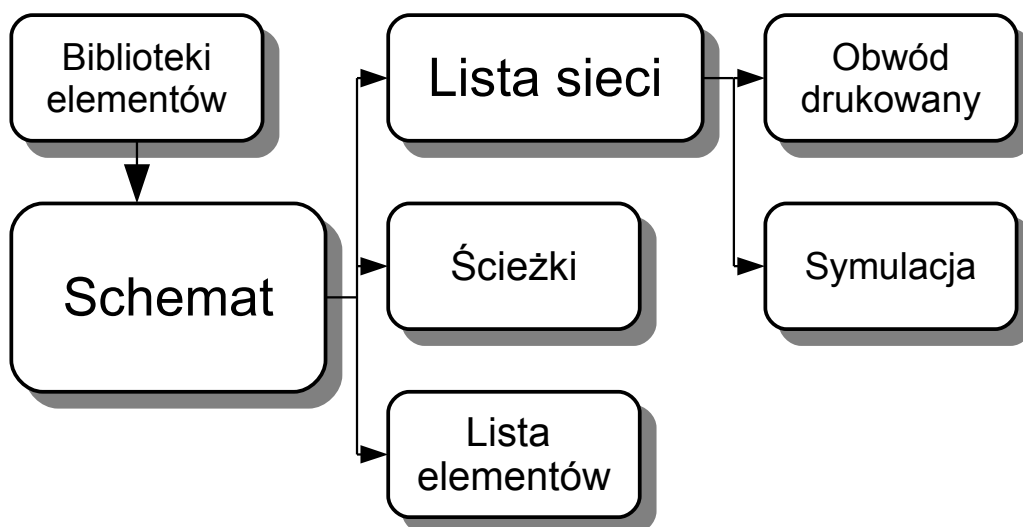 Biblioteki
elementów
Lista sieci
Obwód
drukowany
Schemat
Ścieżki
Symulacja
Lista
elementów